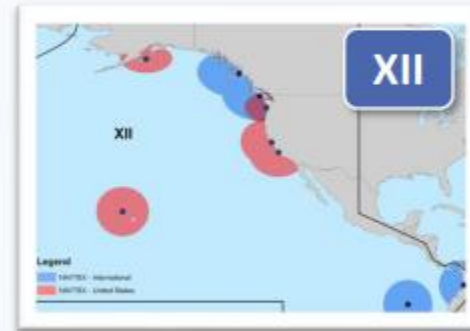 XII
XII
Legend
NAVTEX - International
NAVTEX - United States